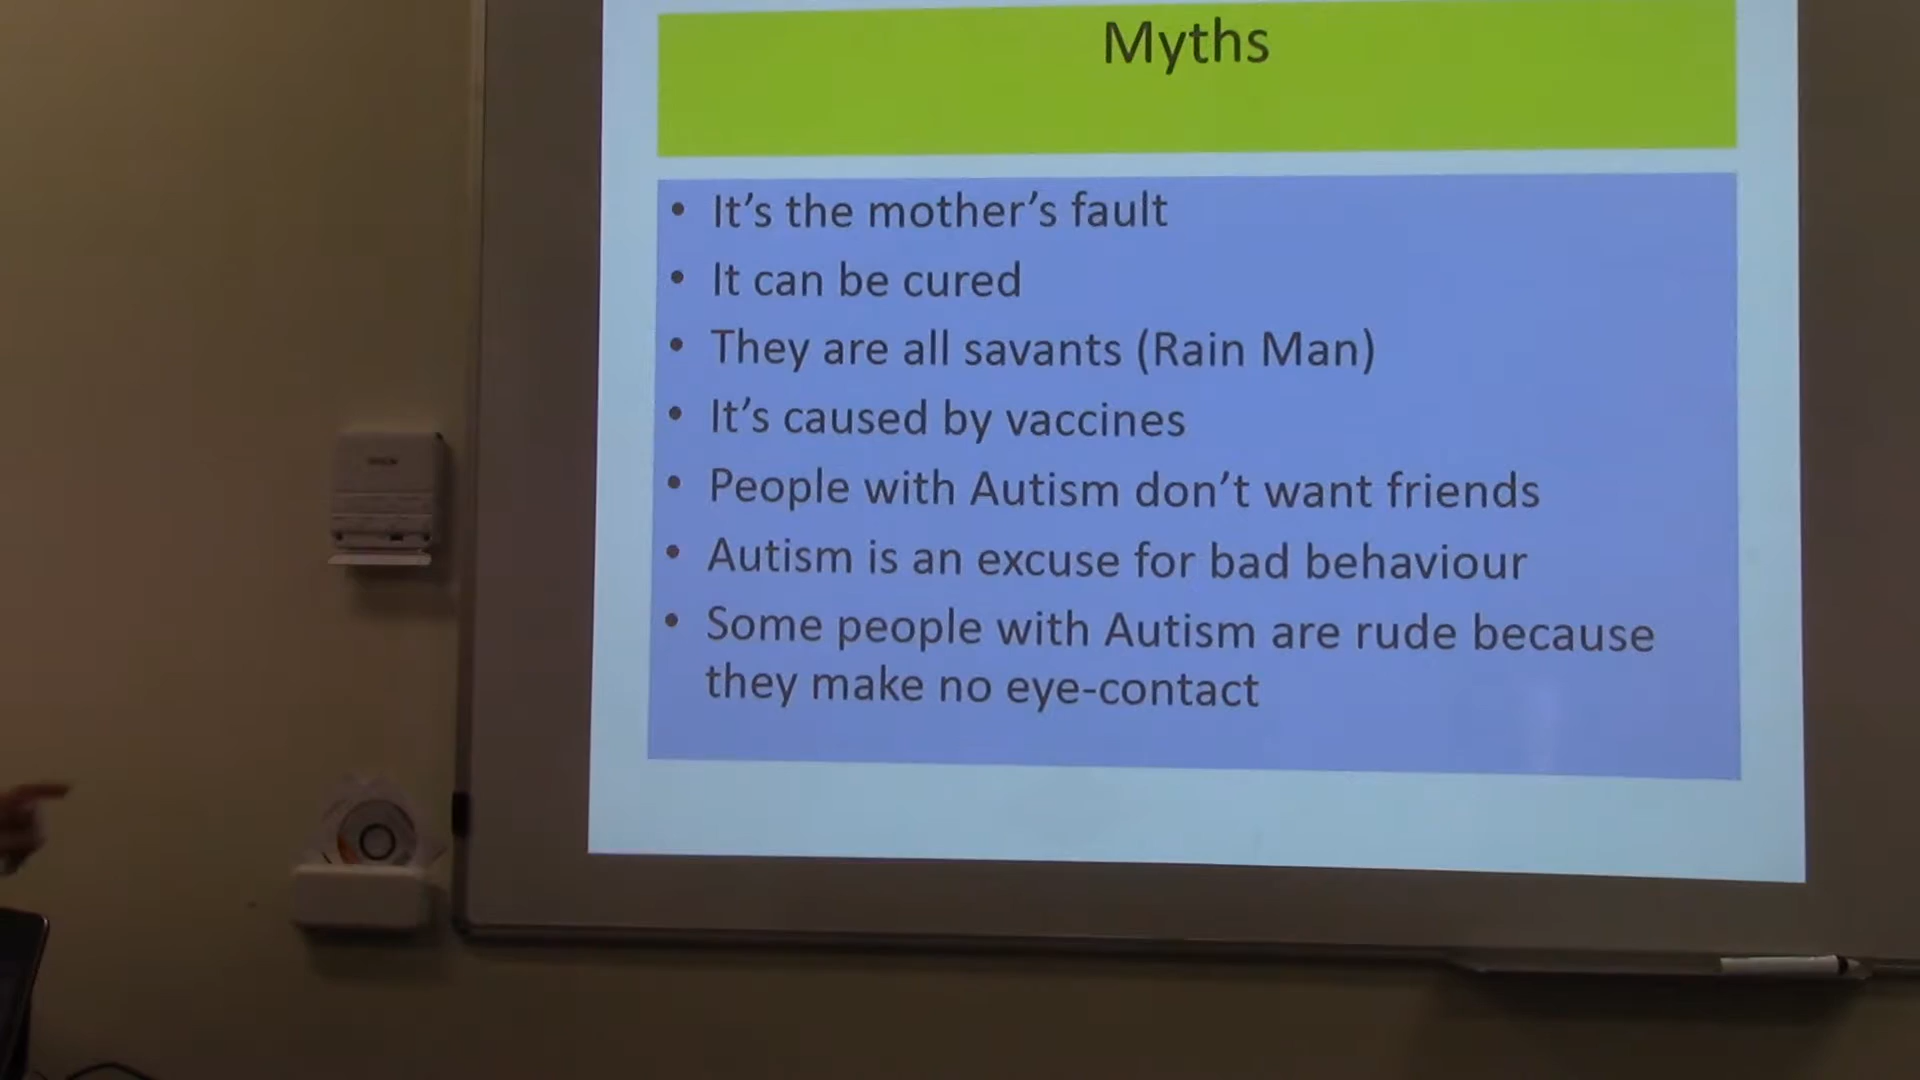 Myths
• It's the mother's fault
• It can be cured
• They are all savants (Rain Man)
• It's caused by vaccines
• People with Autism don't want friends
• Autism is an excuse for bad behaviour
• Some people with Autism are rude because
they make no eye-contact